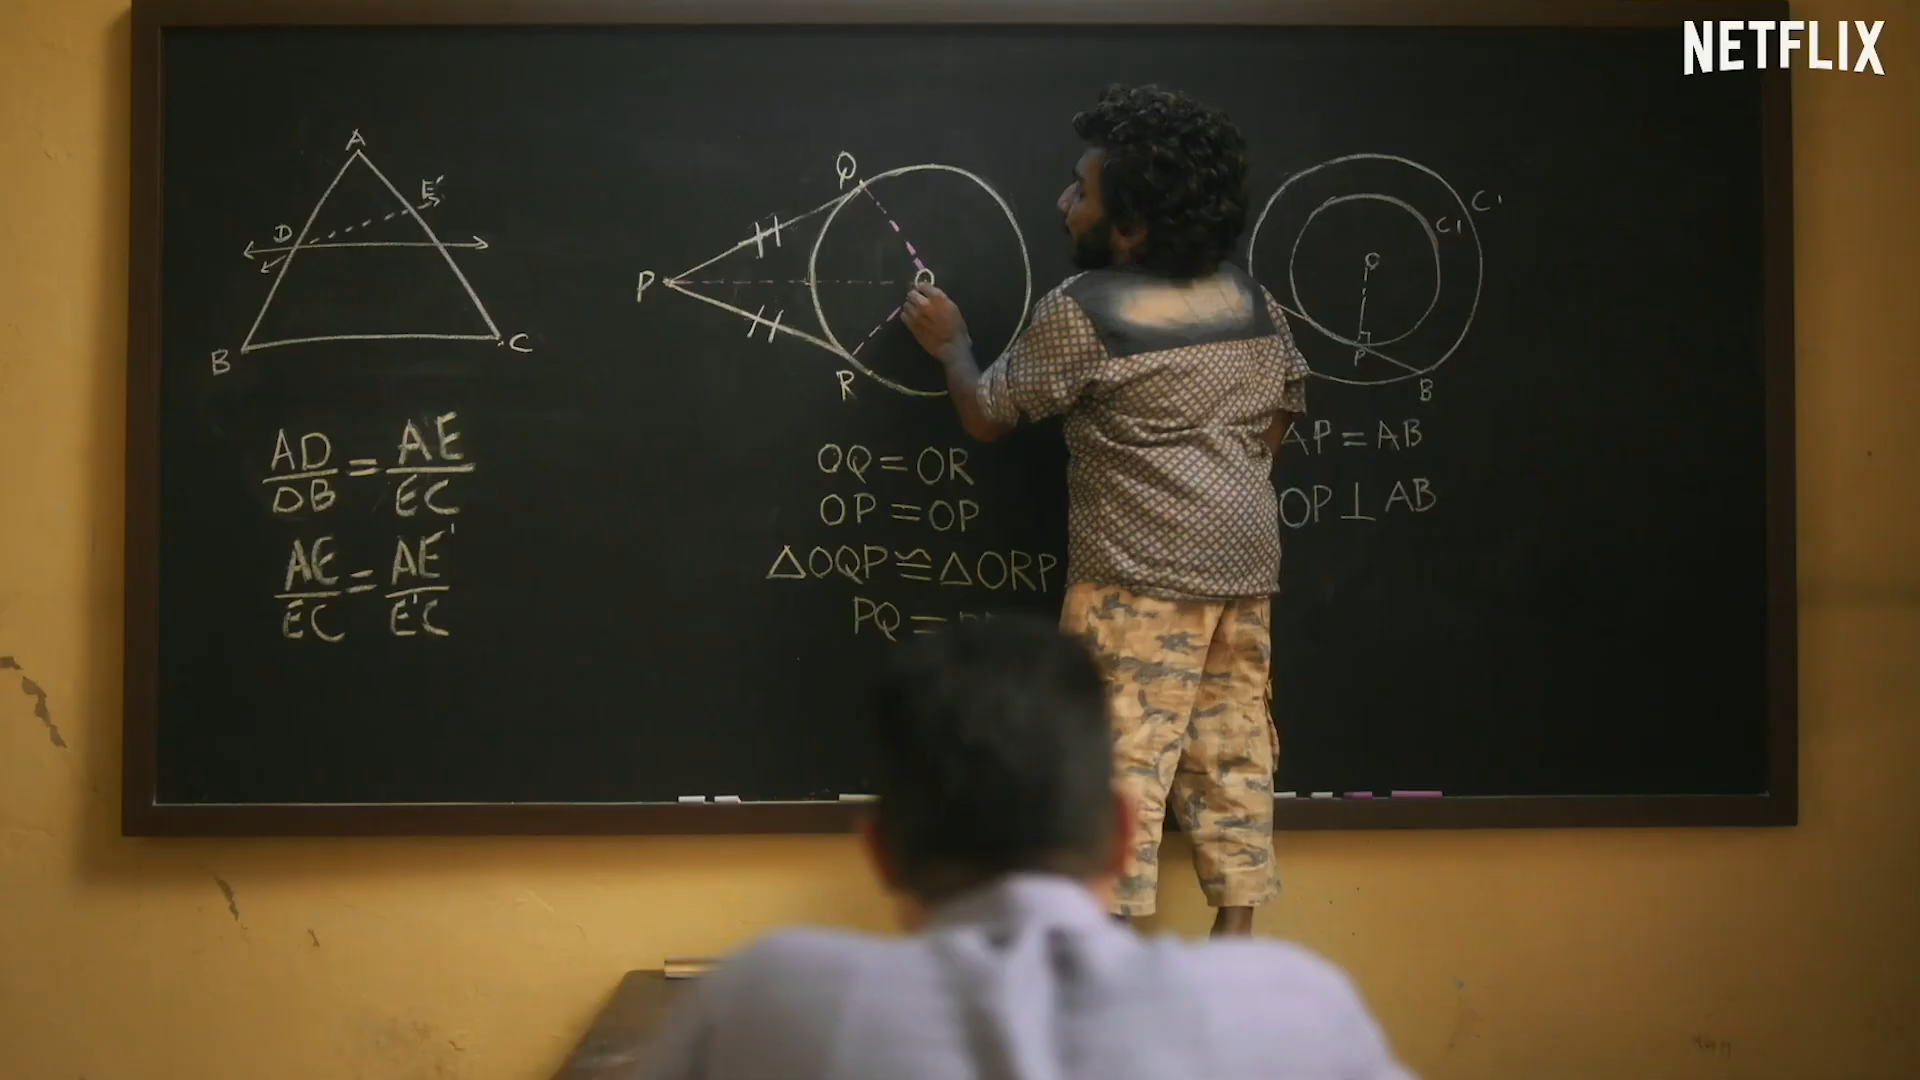 NETFLIX
A
D
E'
B
C
AD/DB = AE/EC
AE/EC = AE'/E'C
P
Q
R
O
OQ = OR
OP = OP
△OQP ≅ △ORP
PQ =
C1
C1
O
P
B
AP = AB
OP ⊥ AB